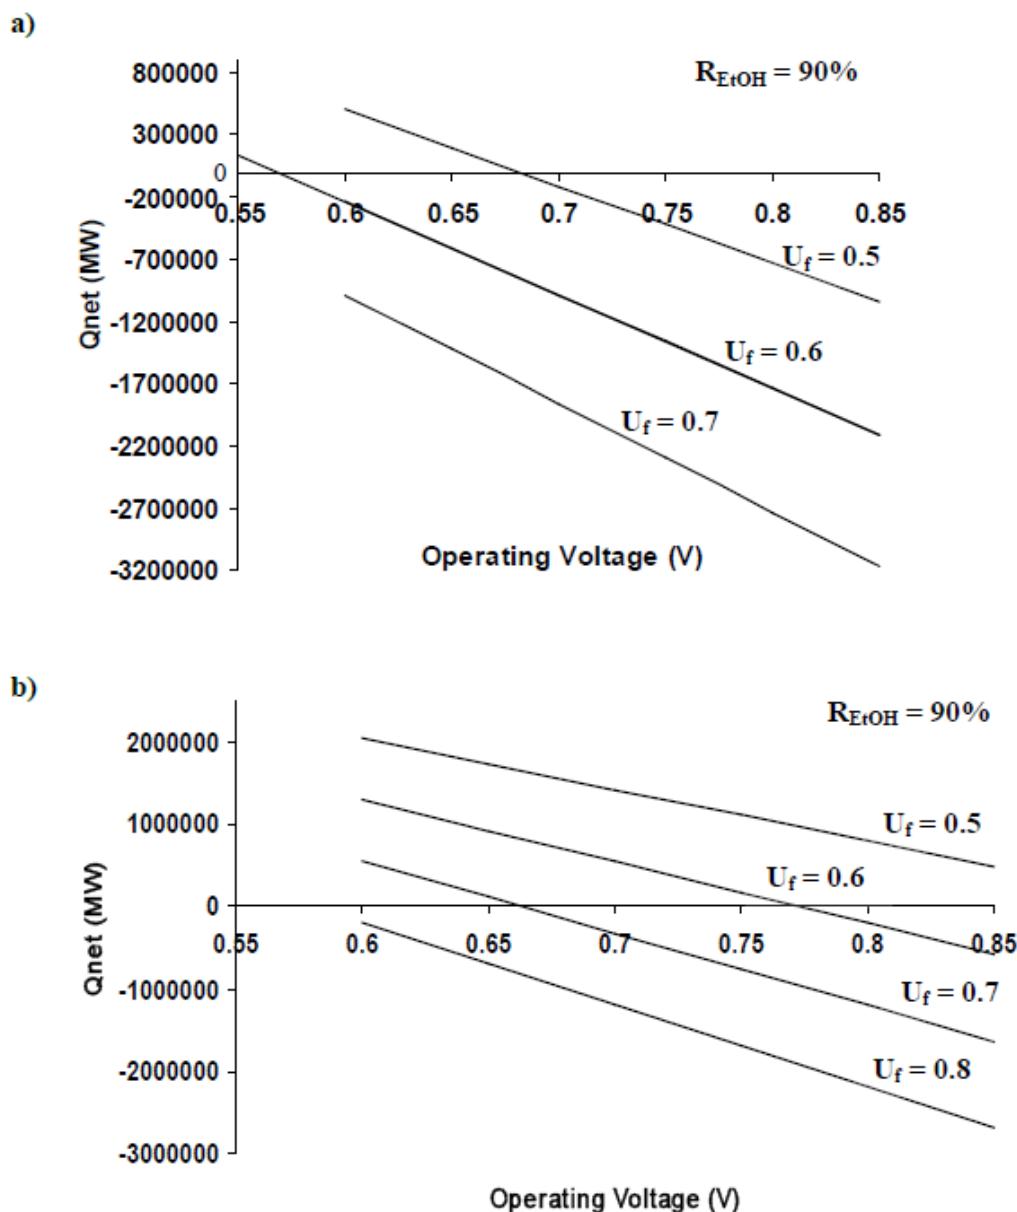 a)
R_EtOH = 90%
800000
300000
0
-200000
-700000
-1200000
-1700000
-2200000
-2700000
-3200000
Qnet (MW)
0.55 0.6 0.65 0.7 0.75 0.8 0.85
U_f = 0.5
U_f = 0.6
U_f = 0.7
Operating Voltage (V)
b)
R_EtOH = 90%
2000000
1000000
0
-1000000
-2000000
-3000000
Qnet (MW)
U_f = 0.5
U_f = 0.6
0.55 0.6 0.65 0.7 0.75 0.8 0.85
U_f = 0.7
U_f = 0.8
Operating Voltage (V)